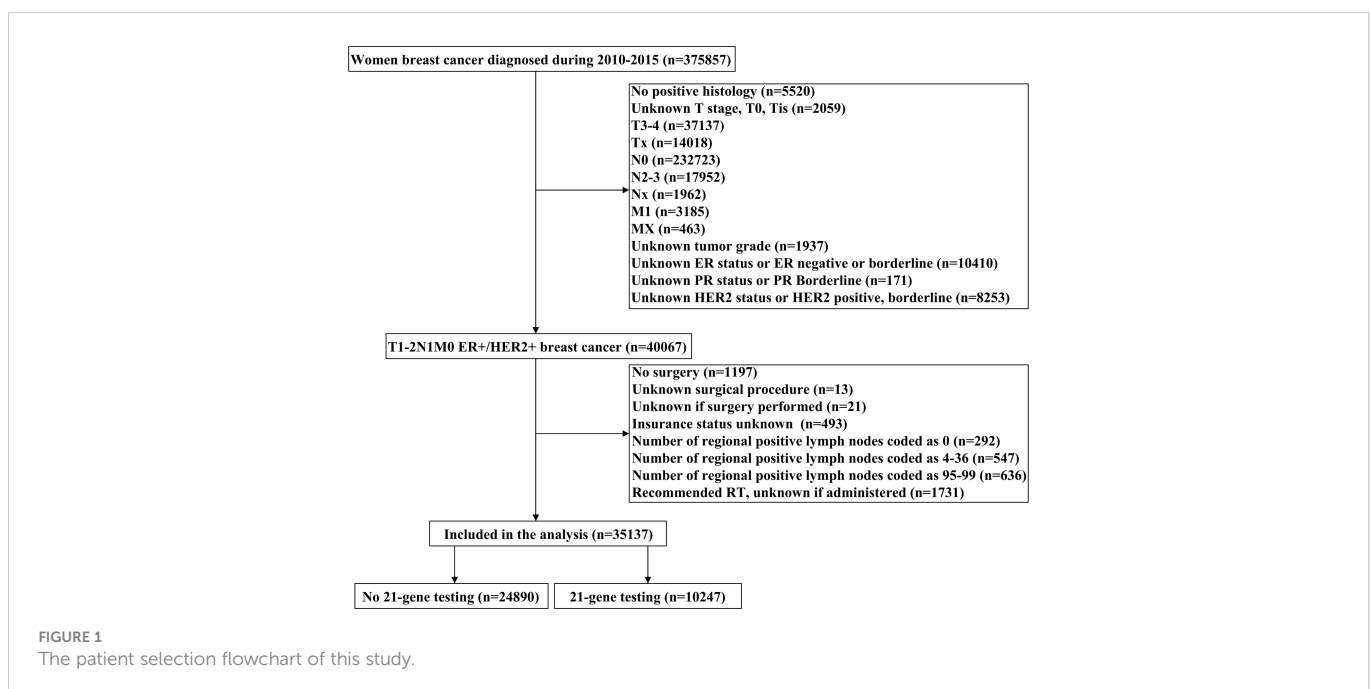 Women breast cancer diagnosed during 2010-2015 (n=375857)
No positive histology (n=5520)
Unknown T stage, T0, Tis (n=2059)
T3-4 (n=37137)
Tx (n=14018)
N0 (n=232723)
N2-3 (n=17952)
Nx (n=1962)
M1 (n=3185)
MX (n=463)
Unknown tumor grade (n=1937)
Unknown ER status or ER negative or borderline (n=10410)
Unknown PR status or PR Borderline (n=171)
Unknown HER2 status or HER2 positive, borderline (n=8253)
T1-2N1M0 ER+/HER2+ breast cancer (n=40067)
No surgery (n=1197)
Unknown surgical procedure (n=13)
Unknown if surgery performed (n=21)
Insurance status unknown (n=493)
Number of regional positive lymph nodes coded as 0 (n=292)
Number of regional positive lymph nodes coded as 4-36 (n=547)
Number of regional positive lymph nodes coded as 95-99 (n=636)
Recommended RT, unknown if administered (n=1731)
Included in the analysis (n=35137)
No 21-gene testing (n=24890)
21-gene testing (n=10247)
FIGURE 1
The patient selection flowchart of this study.